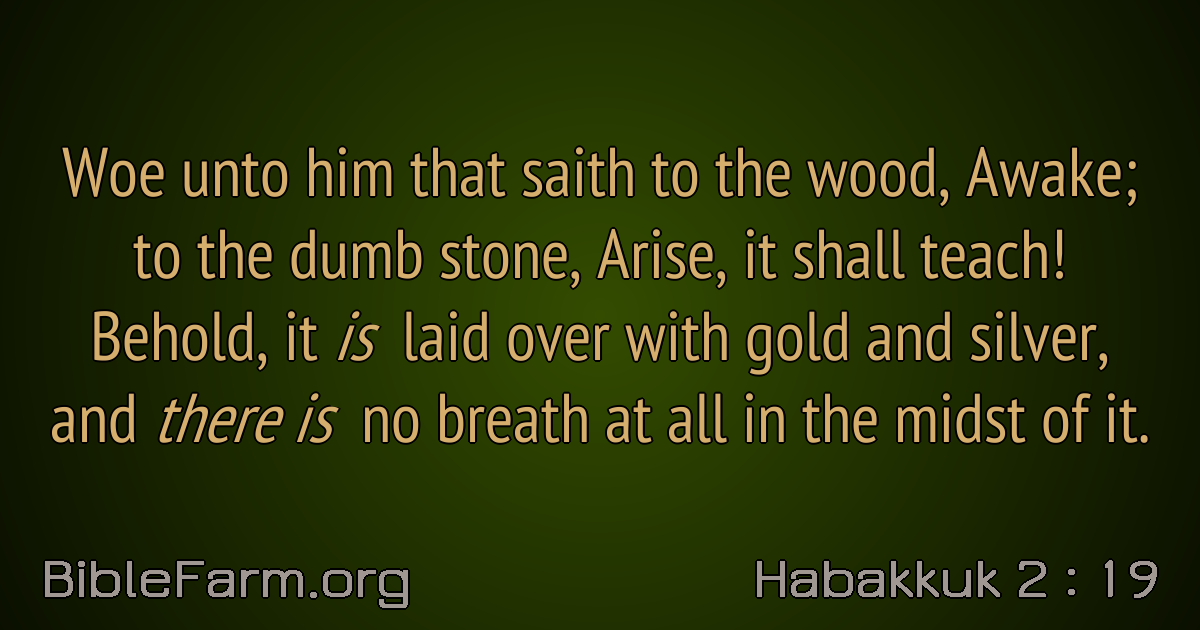 Woe unto him that saith to the wood, Awake;
to the dumb stone, Arise, it shall teach!
Behold, it is laid over with gold and silver,
and there is no breath at all in the midst of it.
BibleFarm.org
Habakkuk 2 : 19